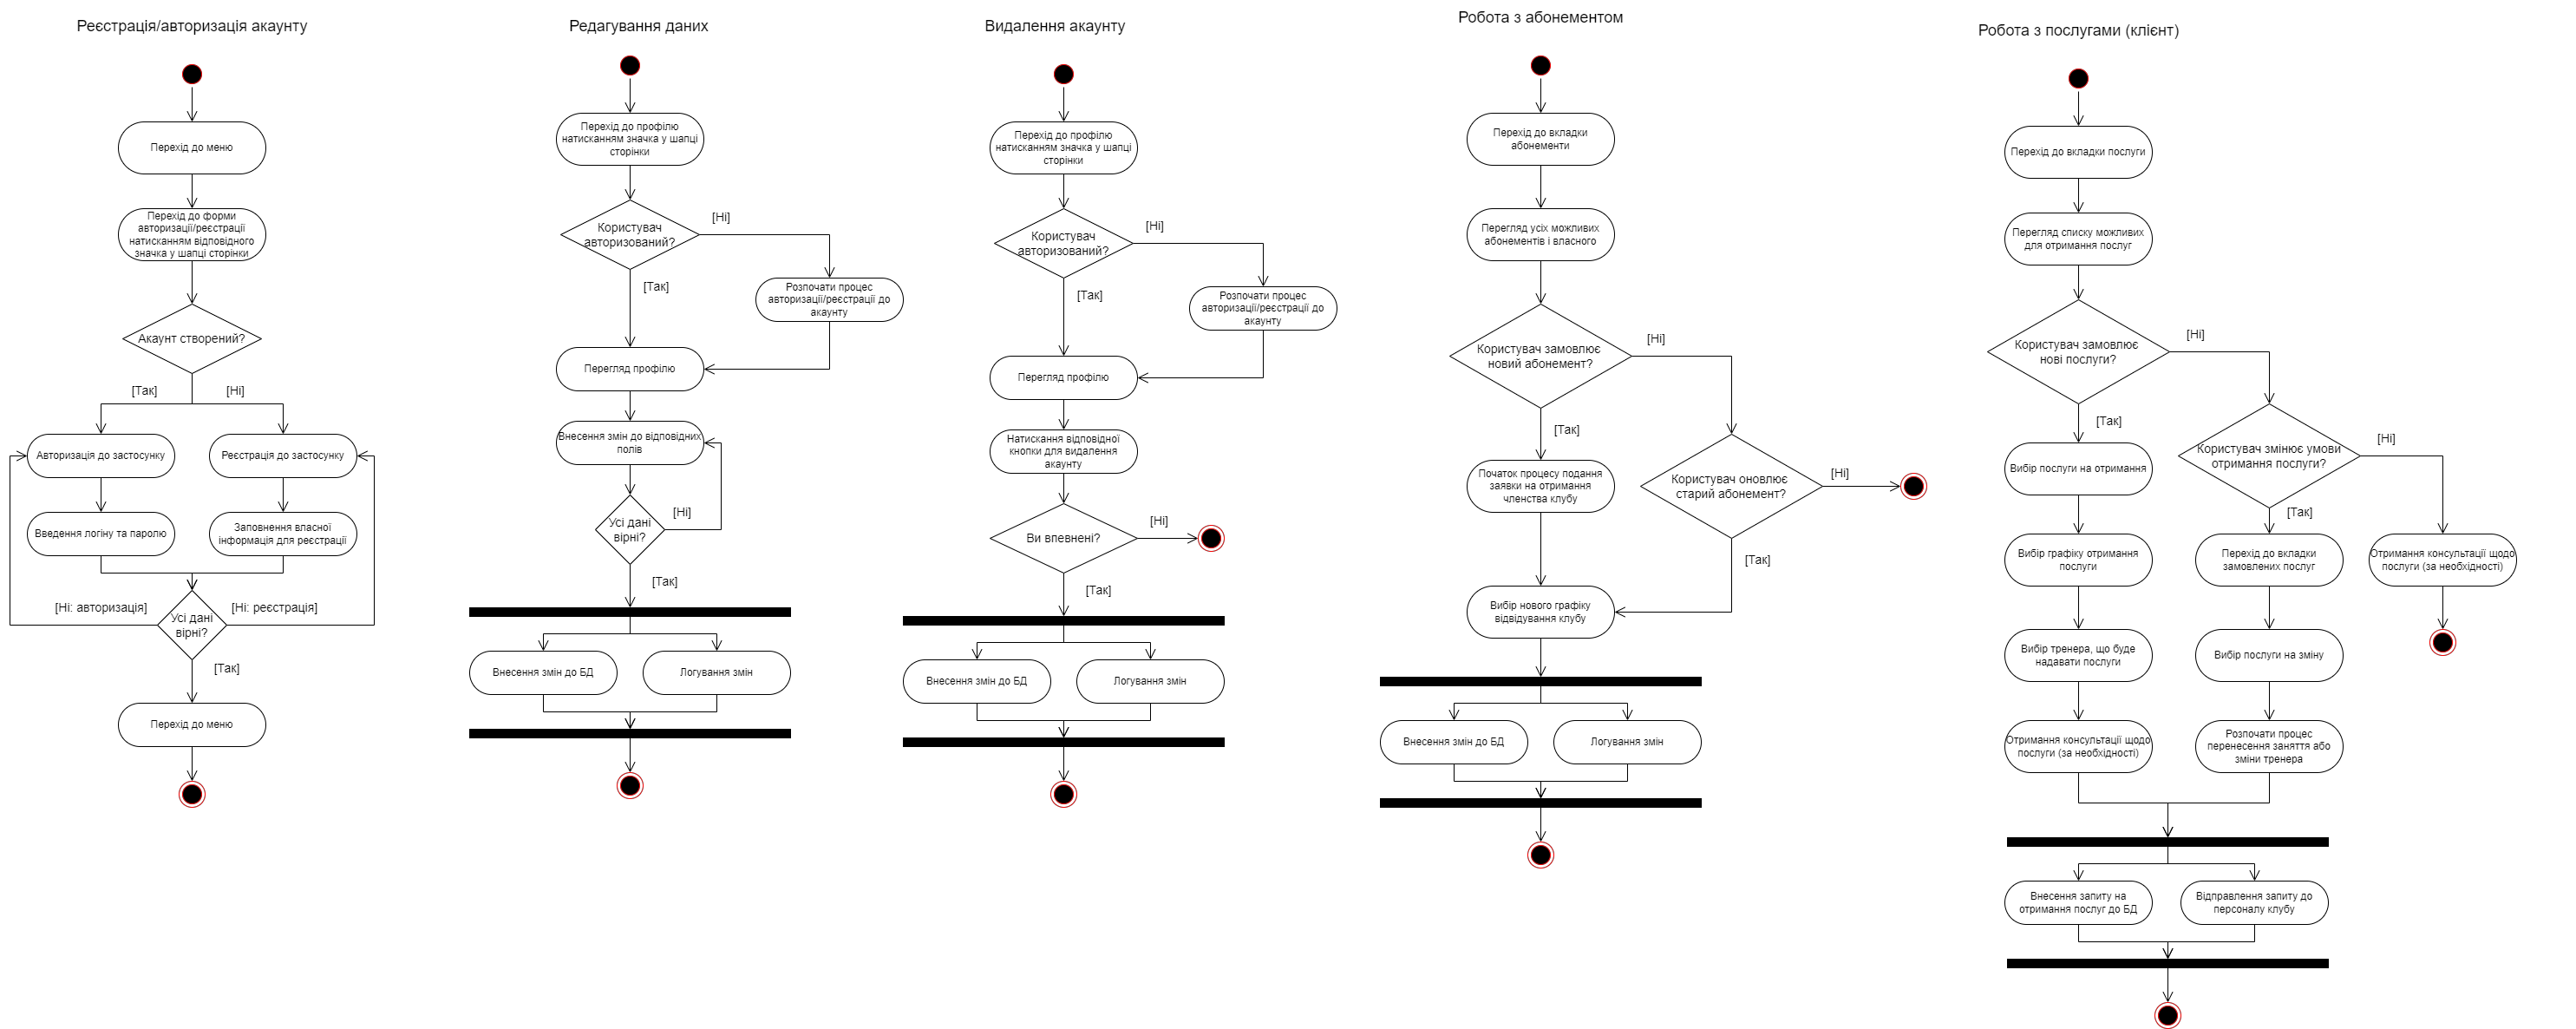 Реєстрація/авторизація акаунту
Перехід до меню
Перехід до форми
авторизації/реєстрації
натисканням відповідного
значка у шапці сторінки
Акаунт створений?
[Так]
[Ні]
Авторизація до застосунку
Реєстрація до застосунку
Введення логіну та паролю
Заповнення власної
інформація для реєстрації
[Ні: авторизація]
[Ні: реєстрація]
Усі дані
вірні?
[Так]
Перехід до меню
Редагування даних
Перехід до профілю
натисканням значка у шапці
сторінки
Користувач
авторизований?
[Ні]
[Так]
Розпочати процес
авторизації/реєстрації до
акаунту
Перегляд профілю
Внесення змін до відповідних
полів
Усі дані
вірні?
[Ні]
[Так]
Внесення змін до БД
Логування змін
Видалення акаунту
Перехід до профілю
натисканням значка у шапці
сторінки
Користувач
авторизований?
[Ні]
[Так]
Розпочати процес
авторизації/реєстрації до
акаунту
Перегляд профілю
Натискання відповідної
кнопки для видалення
акаунту
Ви впевнені?
[Ні]
[Так]
Внесення змін до БД
Логування змін
Робота з абонементом
Перехід до вкладки
абонементи
Перегляд усіх можливих
абонементів і власного
Користувач замовлює
новий абонемент?
[Ні]
[Так]
Початок процесу подання
заявки на отримання
членства клубу
Користувач оновлює
старий абонемент?
[Ні]
[Так]
Вибір нового графіку
відвідування клубу
Внесення змін до БД
Логування змін
Робота з послугами (клієнт)
Перехід до вкладки послуги
Перегляд списку можливих
для отримання послуг
Користувач замовлює
нові послуги?
[Ні]
[Так]
Вибір послуги на отримання
Користувач змінює умови
отримання послуги?
[Ні]
[Так]
Вибір графіку отримання
послуги
Перехід до вкладки
замовлених послуг
Отримання консультації щодо
послуги (за необхідності)
Вибір тренера, що буде
надавати послуги
Вибір послуги на зміну
Отримання консультації щодо
послуги (за необхідності)
Розпочати процес
перенесення заняття або
зміни тренера
Внесення запиту на
отримання послуг до БД
Відправлення запиту до
персоналу клубу